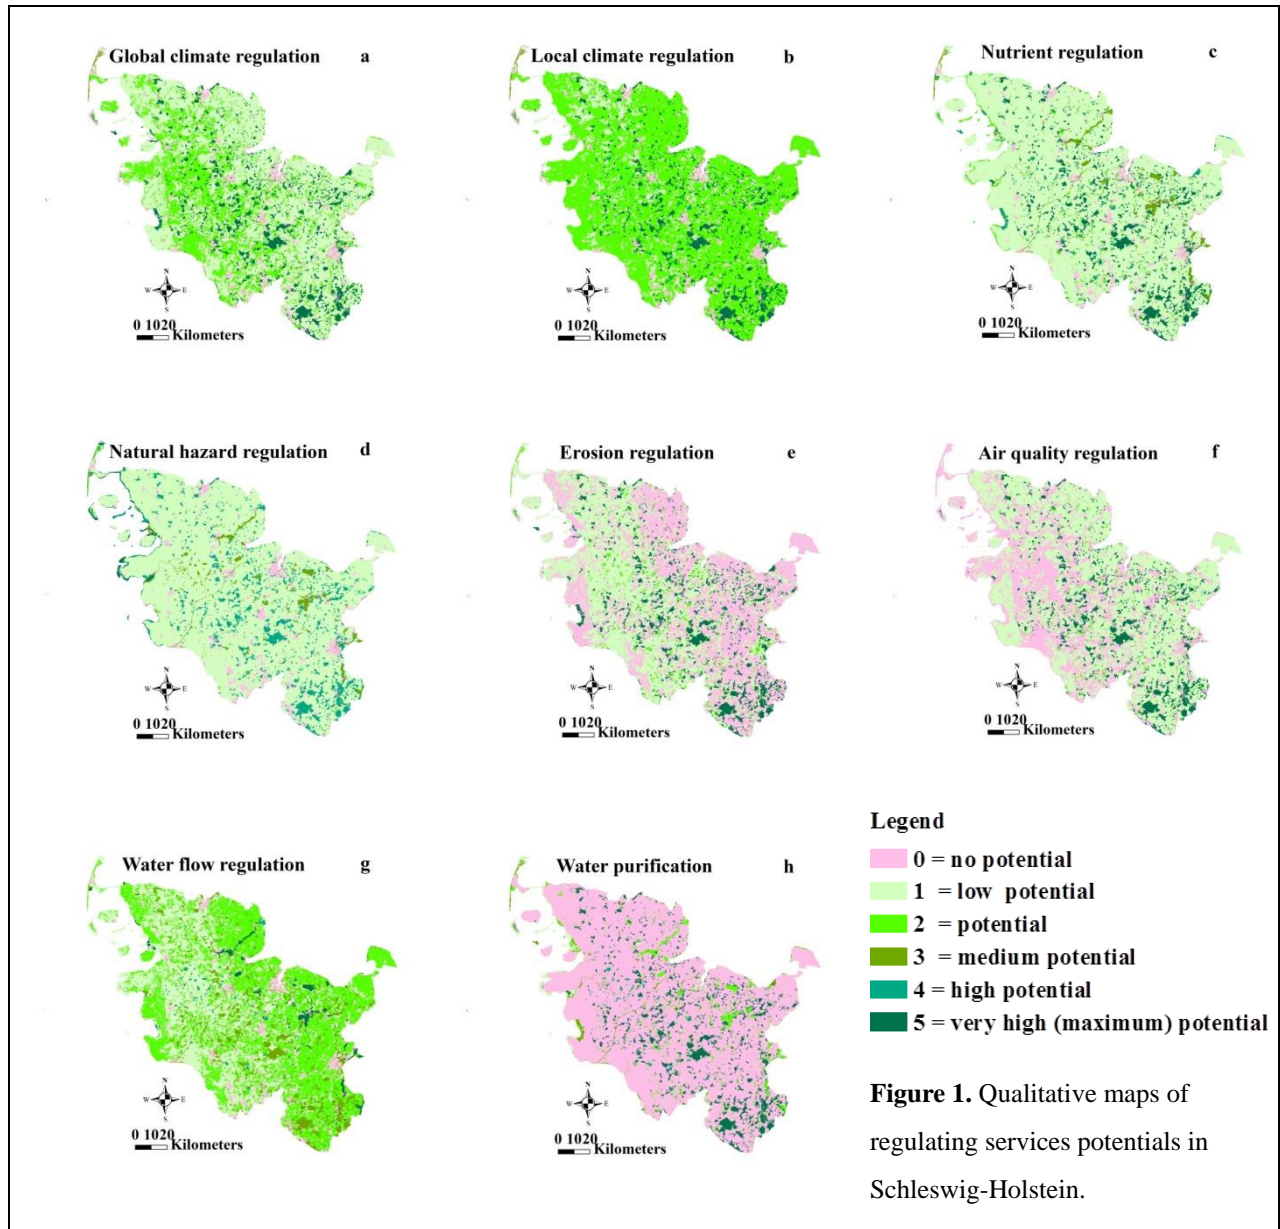 Global climate regulation a
Local climate regulation b
Nutrient regulation c
N
W E
S
0 1020
Kilometers
N
W E
S
0 1020
Kilometers
N
W E
S
0 1020
Kilometers
Natural hazard regulation d
Erosion regulation e
Air quality regulation f
N
W E
S
0 1020
Kilometers
N
W E
S
0 1020
Kilometers
N
W E
S
0 1020
Kilometers
Water flow regulation g
Water purification h
N
W E
S
0 1020
Kilometers
N
W E
S
0 1020
Kilometers
Legend
0 = no potential
1 = low potential
2 = potential
3 = medium potential
4 = high potential
5 = very high (maximum) potential
Figure 1. Qualitative maps of
regulating services potentials in
Schleswig-Holstein.